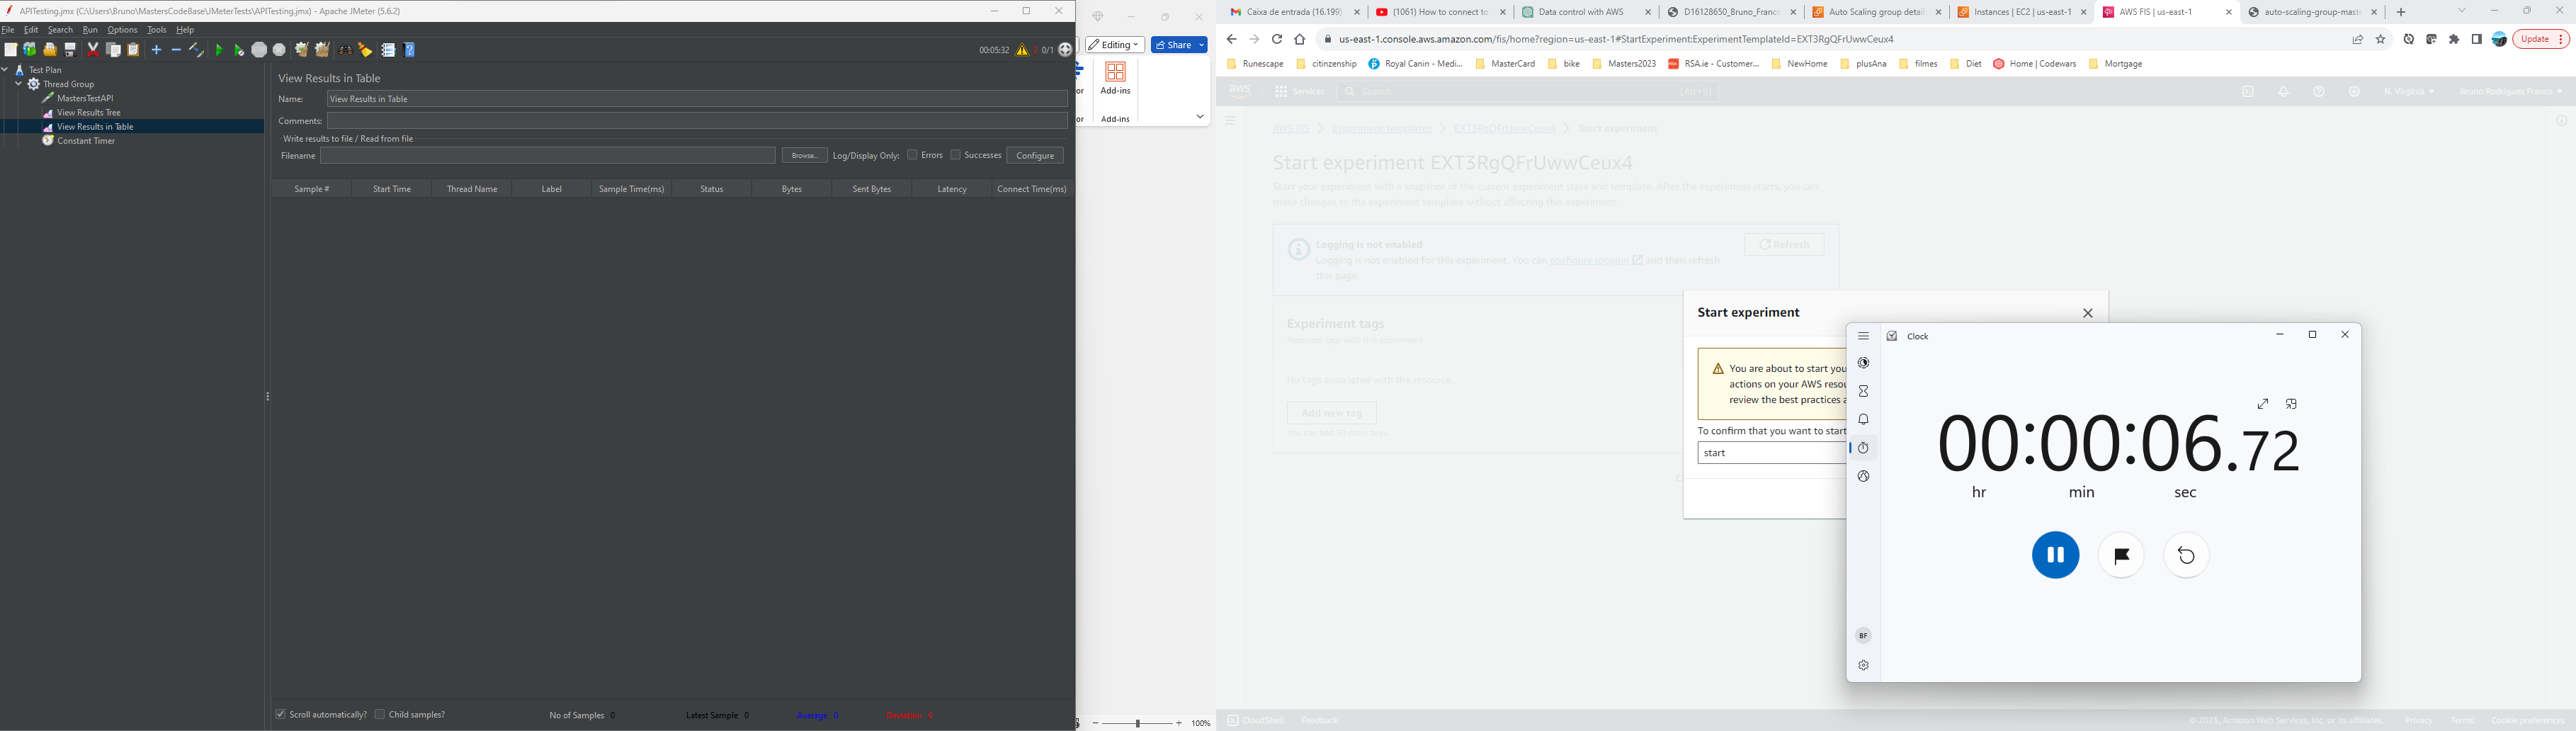 APITesting.jmx (C:\Users\Bruno\MastersCodeBase\JMeterTests\APITesting.jmx) - Apache JMeter (5.6.2)
File Edit Search Run Options Tools Help
00:05:32 0/1
Test Plan
Thread Group
MastersTestAPI
View Results Tree
View Results in Table
Constant Timer
View Results in Table
Name: View Results in Table
Comments:
Write results to file / Read from file
Filename Browse... Log/Display Only: Errors Successes Configure
Sample # Start Time Thread Name Label Sample Time(ms) Status Bytes Sent Bytes Latency Connect Time(ms)
Scroll automatically? Child samples? No of Samples 0 Latest Sample 0 Average 0 Deviation 0
Editing Share
or Add-ins
or Add-ins
100%
Caixa de entrada (16.199) (1061) How to connect to Data control with AWS D16128650_Bruno_Franco Auto Scaling group detail Instances | EC2 | us-east-1 AWS FIS | us-east-1 auto-scaling-group-mast
us-east-1.console.aws.amazon.com/fis/home?region=us-east-1#StartExperiment:ExperimentTemplateId=EXT3RgQFrUwwCeux4 Update
Runescape citinzenship Royal Canin - Medi... MasterCard bike Masters2023 RSA.ie - Customer... NewHome plusAna filmes Diet Home | Codewars Mortgage
aws Services Search [Alt+S] N. Virginia Bruno Rodrigues Franco
AWS FIS Experiment templates EXT3RgQFrUwwCeux4 Start experiment
Start experiment EXT3RgQFrUwwCeux4
Start your experiment with a snapshot of the current experiment state and template. After the experiment starts, you can
make changes to the experiment template without affecting this experiment.
Logging is not enabled Refresh
Logging is not enabled for this experiment. You can configure logging and then refresh
this page.
Experiment tags
Associate tags with this experiment
No tags associated with the resource.
Add new tag
You can add 50 more tags
Start experiment
You are about to start you
actions on your AWS resou
review the best practices a
To confirm that you want to start
start
Clock
00:00:06.72
hr min sec
BF
CloudShell Feedback © 2023, Amazon Web Services, Inc. or its affiliates. Privacy Terms Cookie preferences